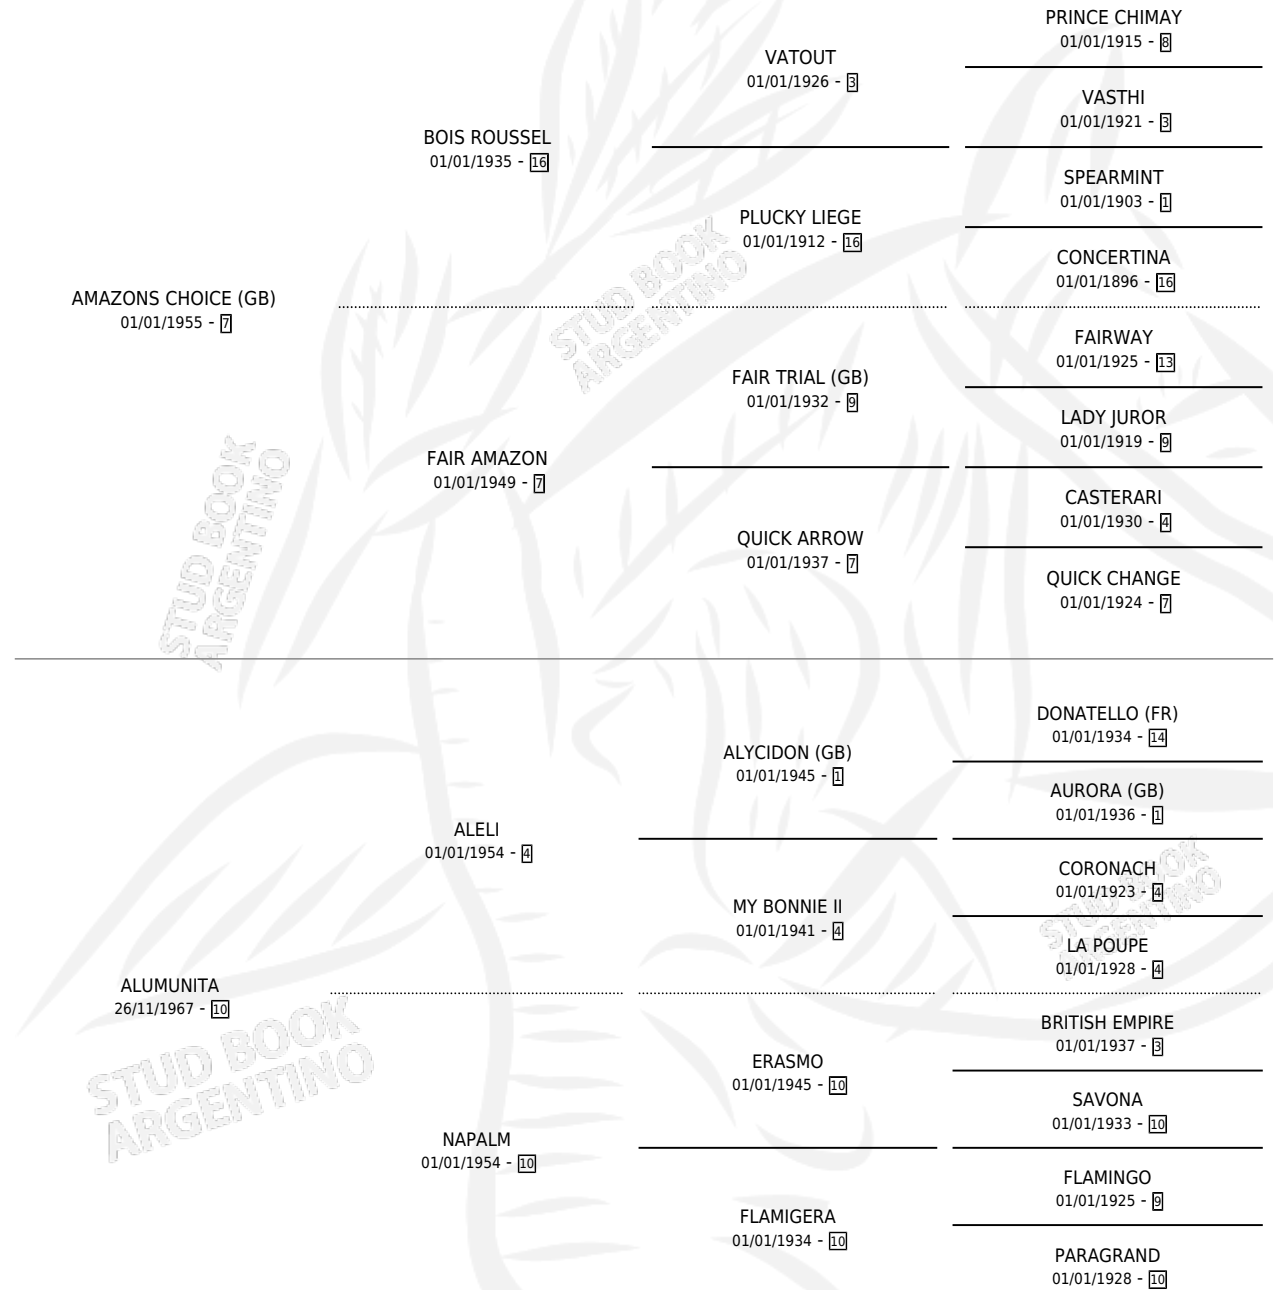 PRINCE CHIMAY
01/01/1915 - 8
VATOUT
01/01/1926 - 3
VASTHI
01/01/1921 - 3
BOIS ROUSSEL
01/01/1935 - 16
SPEARMINT
01/01/1903 - 1
PLUCKY LIEGE
01/01/1912 - 16
CONCERTINA
01/01/1896 - 16
AMAZONS CHOICE (GB)
01/01/1955 - 7
STUD BOOK
ARGENTINO
FAIRWAY
01/01/1925 - 13
FAIR TRIAL (GB)
01/01/1932 - 9
LADY JUROR
01/01/1919 - 9
FAIR AMAZON
01/01/1949 - 7
CASTERARI
01/01/1930 - 4
QUICK ARROW
01/01/1937 - 7
QUICK CHANGE
01/01/1924 - 7
STUD BOOK
ARGENTINO
DONATELLO (FR)
01/01/1934 - 14
ALYCIDON (GB)
01/01/1945 - 1
AURORA (GB)
01/01/1936 - 1
ALELI
01/01/1954 - 4
CORONACH
01/01/1923 - 4
MY BONNIE II
01/01/1941 - 4
LA POUPE
01/01/1928 - 4
STUD BOOK
ARGENTINO
ALUMUNITA
26/11/1967 - 10
BRITISH EMPIRE
01/01/1937 - 3
ERASMO
01/01/1945 - 10
SAVONA
01/01/1933 - 10
STUD BOOK
ARGENTINO
NAPALM
01/01/1954 - 10
FLAMINGO
01/01/1925 - 9
FLAMIGERA
01/01/1934 - 10
PARAGRAND
01/01/1928 - 10